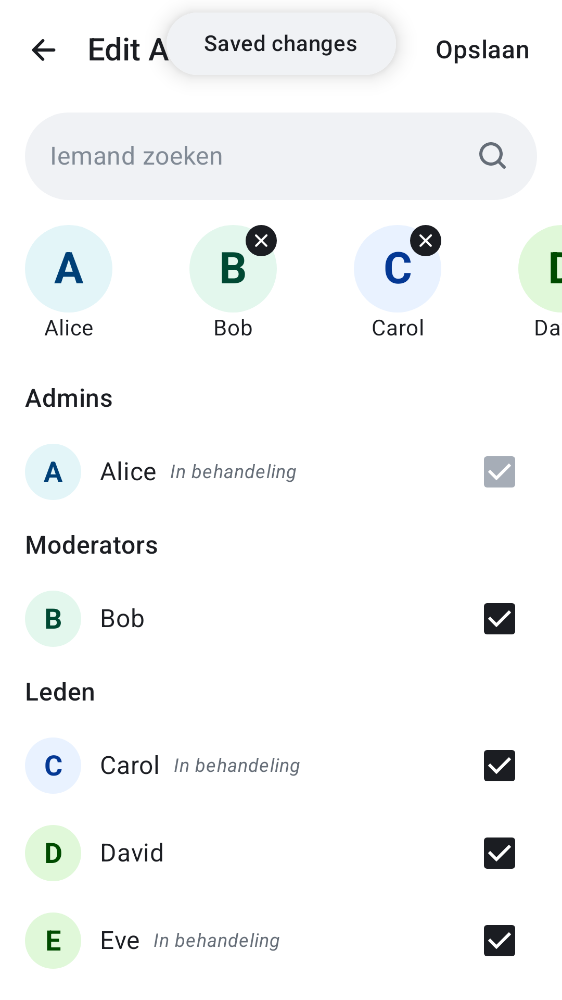 Edit A
Saved changes
Opslaan
Iemand zoeken
A
B
C
D
Alice
Bob
Carol
Da
Admins
A
Alice In behandeling
Moderators
B
Bob
Leden
C
Carol In behandeling
D
David
E
Eve In behandeling